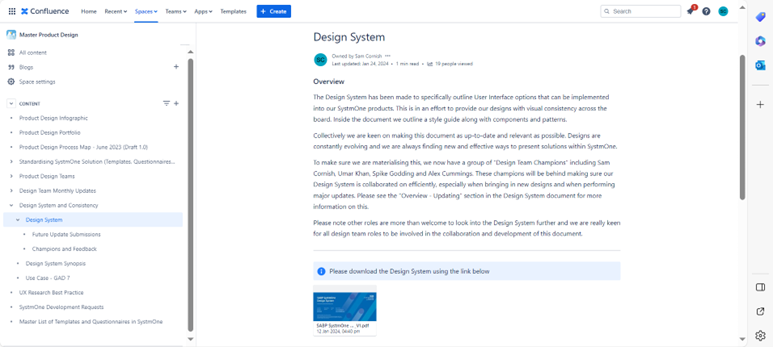 Confluence Home Recent Spaces Teams Apps Templates + Create Search
Master Product Design
All content
Blogs
Space settings
CONTENT
Product Design Infographic
Product Design Portfolio
Product Design Process Map - June 2023 (Draft 1.0)
Standardising SystmOne Solution (Templates, Questionnaires...
Product Design Teams
Design Team Monthly Updates
Design System and Consistency
Design System
Future Update Submissions
Champions and Feedback
Design System Synopsis
Use Case - GAD 7
UX Research Best Practice
SystmOne Development Requests
Master List of Templates and Questionnaires in SystmOne
Design System
Owned by Sam Cornish
Last updated: Jan 24, 2024 • 1 min read • 19 people viewed
Overview
The Design System has been made to specifically outline User Interface options that can be implemented
into our SystmOne products. This is in an effort to provide our designs with visual consistency across the
board. Inside the document we outline a style guide along with components and patterns.
Collectively we are keen on making this document as up-to-date and relevant as possible. Designs are
constantly evolving and we are always finding new and effective ways to present solutions within SystmOne.
To make sure we are materialising this, we now have a group of "Design Team Champions" including Sam
Cornish, Umar Khan, Spike Golding and Alex Cummings. These champions will be behind making sure our
Design System is collaborated on efficiently, especially when bringing in new designs and when performing
major updates. Please see the "Overview - Updating" section in the Design System document for more
information on this.
Please note other roles are more than welcome to look into the Design System further and we are really keen
for all design team roles to be involved in the collaboration and development of this document.
Please download the Design System using the link below
SABP SystmOne ... _V1.pdf
12 Jan 2024, 04:40 pm